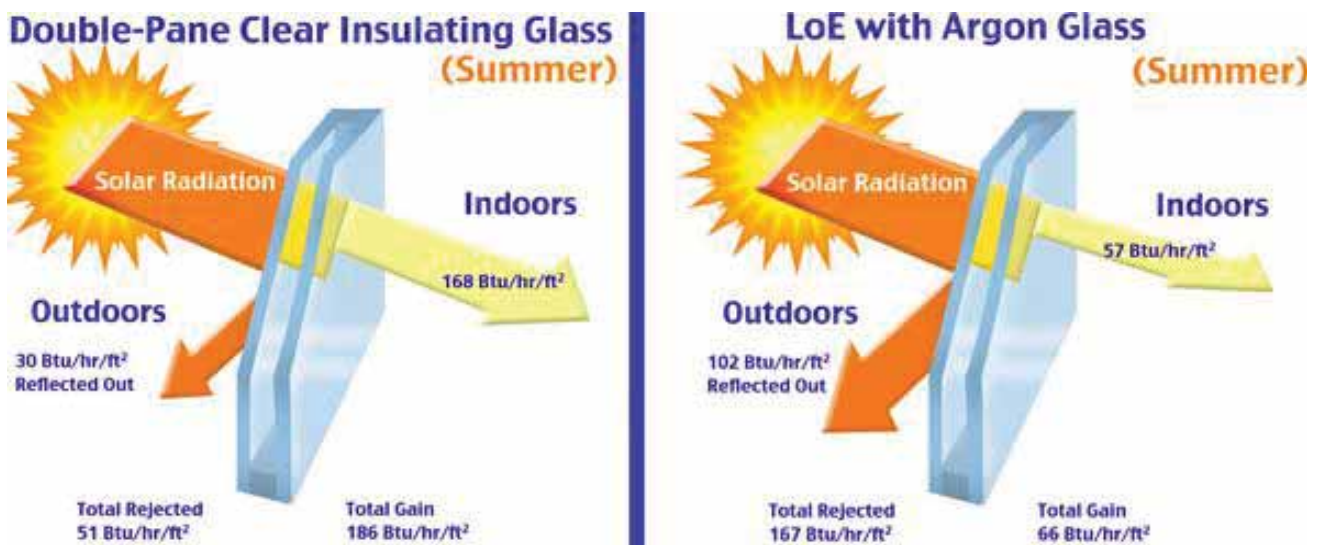 Double-Pane Clear Insulating Glass
(Summer)
Solar Radiation
Indoors
168 Btu/hr/ft²
Outdoors
30 Btu/hr/ft²
Reflected Out
Total Rejected
51 Btu/hr/ft²
Total Gain
186 Btu/hr/ft²
LoE with Argon Glass
(Summer)
Solar Radiation
Indoors
57 Btu/hr/ft²
Outdoors
102 Btu/hr/ft²
Reflected Out
Total Rejected
167 Btu/hr/ft²
Total Gain
66 Btu/hr/ft²